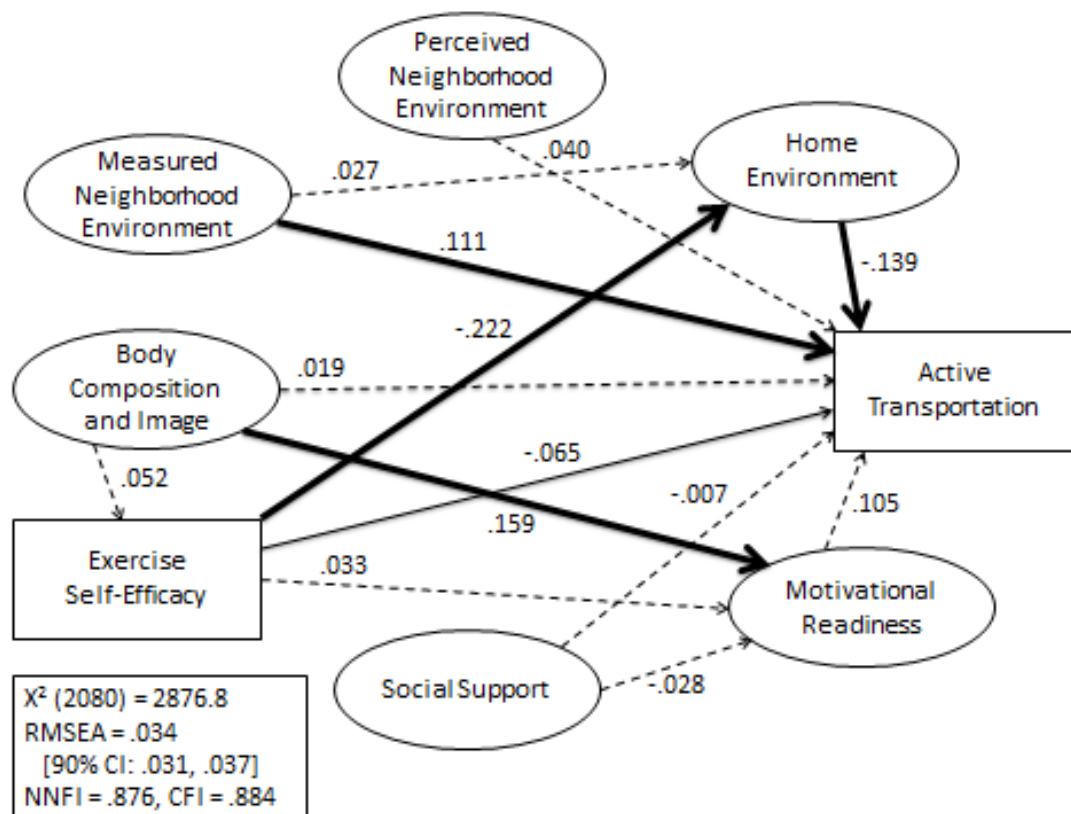 Perceived
Neighborhood
Environment
Measured
Neighborhood
Environment
.027
.040
Home
Environment
.111
-.139
-.222
Body
Composition
and Image
.019
Active
Transportation
.052
-.065
-.007
.105
.159
Exercise
Self-Efficacy
.033
Motivational
Readiness
Social Support
-.028
X² (2080) = 2876.8
RMSEA = .034
[90% CI: .031, .037]
NNFI = .876, CFI = .884